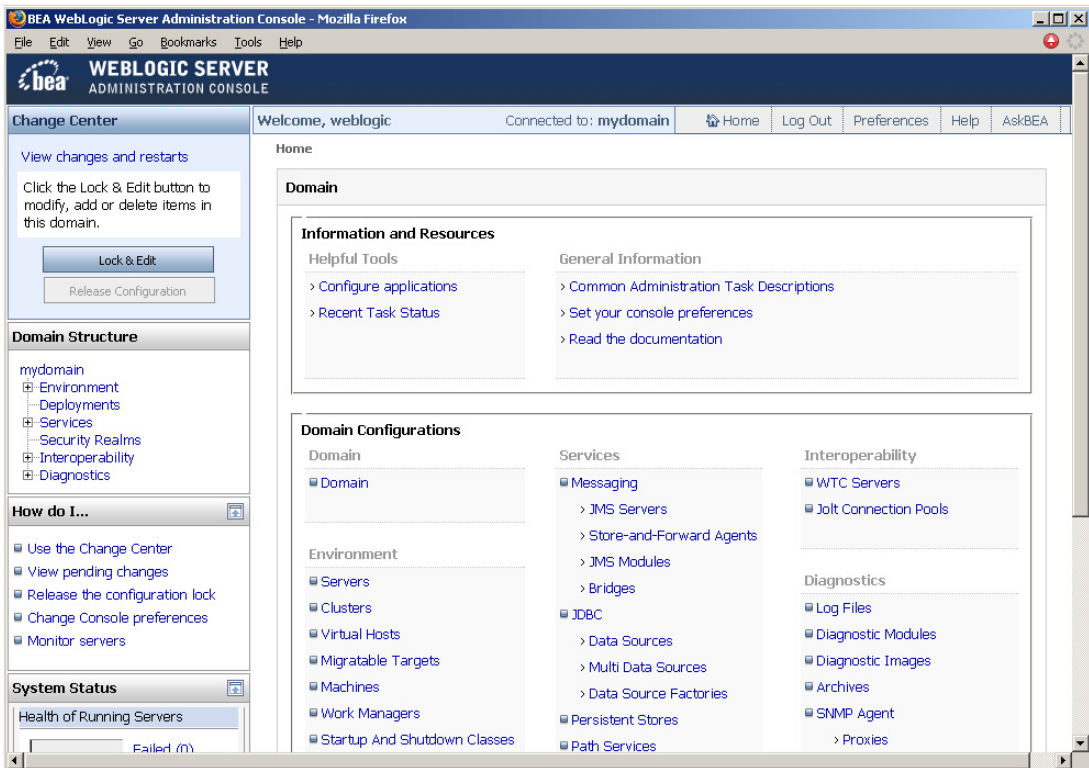 BEA WebLogic Server Administration Console - Mozilla Firefox
File Edit View Go Bookmarks Tools Help
bea WEBLOGIC SERVER
ADMINISTRATION CONSOLE
Change Center
View changes and restarts
Click the Lock & Edit button to
modify, add or delete items in
this domain.
Lock & Edit
Release Configuration
Domain Structure
mydomain
Environment
Deployments
Services
Security Realms
Interoperability
Diagnostics
How do I...
Use the Change Center
View pending changes
Release the configuration lock
Change Console preferences
Monitor servers
System Status
Health of Running Servers
Failed (0)
Welcome, weblogic Connected to: mydomain Home Log Out Preferences Help AskBEA
Home
Domain
Information and Resources
Helpful Tools
Configure applications
Recent Task Status
General Information
Common Administration Task Descriptions
Set your console preferences
Read the documentation
Domain Configurations
Domain
Domain
Environment
Servers
Clusters
Virtual Hosts
Migratable Targets
Machines
Work Managers
Startup And Shutdown Classes
Services
Messaging
JMS Servers
Store-and-Forward Agents
JMS Modules
Bridges
JDBC
Data Sources
Multi Data Sources
Data Source Factories
Persistent Stores
Path Services
Interoperability
WTC Servers
Jolt Connection Pools
Diagnostics
Log Files
Diagnostic Modules
Diagnostic Images
Archives
SNMP Agent
Proxies